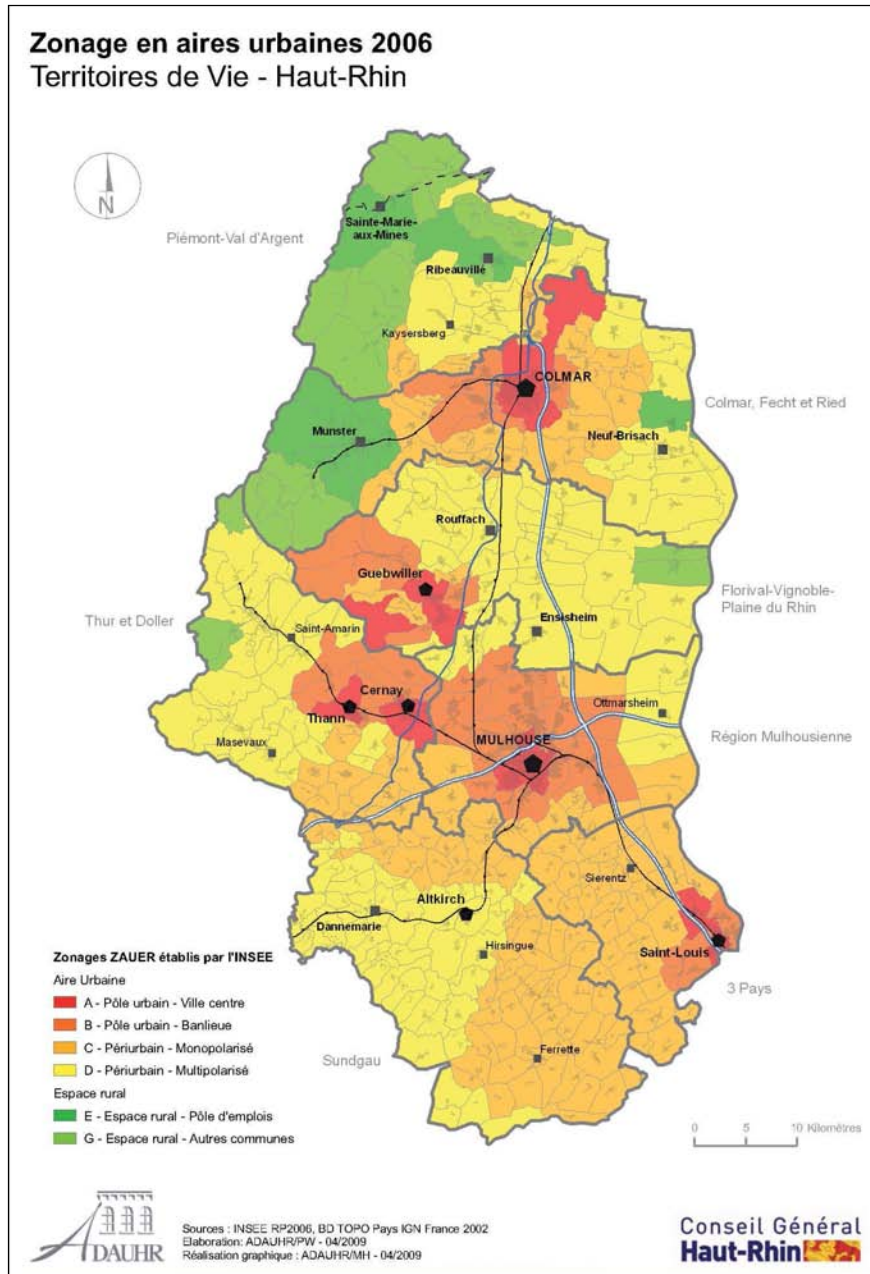 Zonage en aires urbaines 2006
Territoires de Vie - Haut-Rhin
N
Piémont-Val d'Argent
Sainte-Marie-
aux-Mines
Ribeauvillé
Kaysersberg
COLMAR
Colmar, Fecht et Ried
Munster
Neuf-Brisach
Rouffach
Guebwiller
Florival-Vignoble-
Plaine du Rhin
Thur et Doller
Saint-Amarin
Ensisheim
Cernay
Thann
Ottmarsheim
MULHOUSE
Région Mulhousienne
Masevaux
Sierentz
Altkirch
Dannemarie
Hirsingue
Saint-Louis
3 Pays
Ferrette
Sundgau
Zonages ZAUER établis par l'INSEE
Aire Urbaine
A - Pôle urbain - Ville centre
B - Pôle urbain - Banlieue
C - Périurbain - Monopolarisé
D - Périurbain - Multipolarisé
Espace rural
E - Espace rural - Pôle d'emplois
G - Espace rural - Autres communes
0 5 10 Kilomètres
ADAUHR
Sources : INSEE RP2006, BD TOPO Pays IGN France 2002
Elaboration: ADAUHR/PW - 04/2009
Réalisation graphique : ADAUHR/MH - 04/2009
Conseil Général
Haut-Rhin